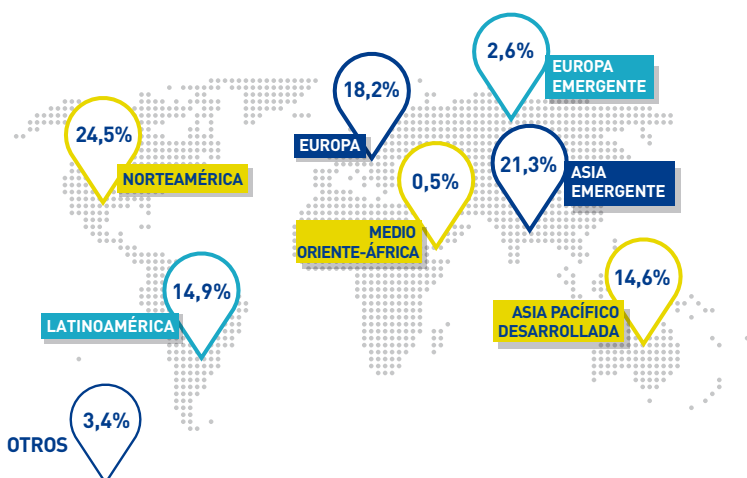 2,6%
EUROPA
EMERGENTE
18,2%
EUROPA
24,5%
NORTEAMÉRICA
0,5%
MEDIO
ORIENTE-ÁFRICA
21,3%
ASIA
EMERGENTE
14,9%
LATINOAMÉRICA
14,6%
ASIA PACÍFICO
DESARROLLADA
3,4%
OTROS